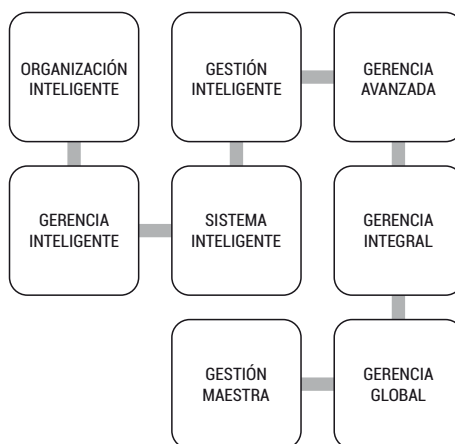 ORGANIZACIÓN
INTELIGENTE
GESTIÓN
INTELIGENTE
GERENCIA
AVANZADA
GERENCIA
INTELIGENTE
SISTEMA
INTELIGENTE
GERENCIA
INTEGRAL
GESTIÓN
MAESTRA
GERENCIA
GLOBAL